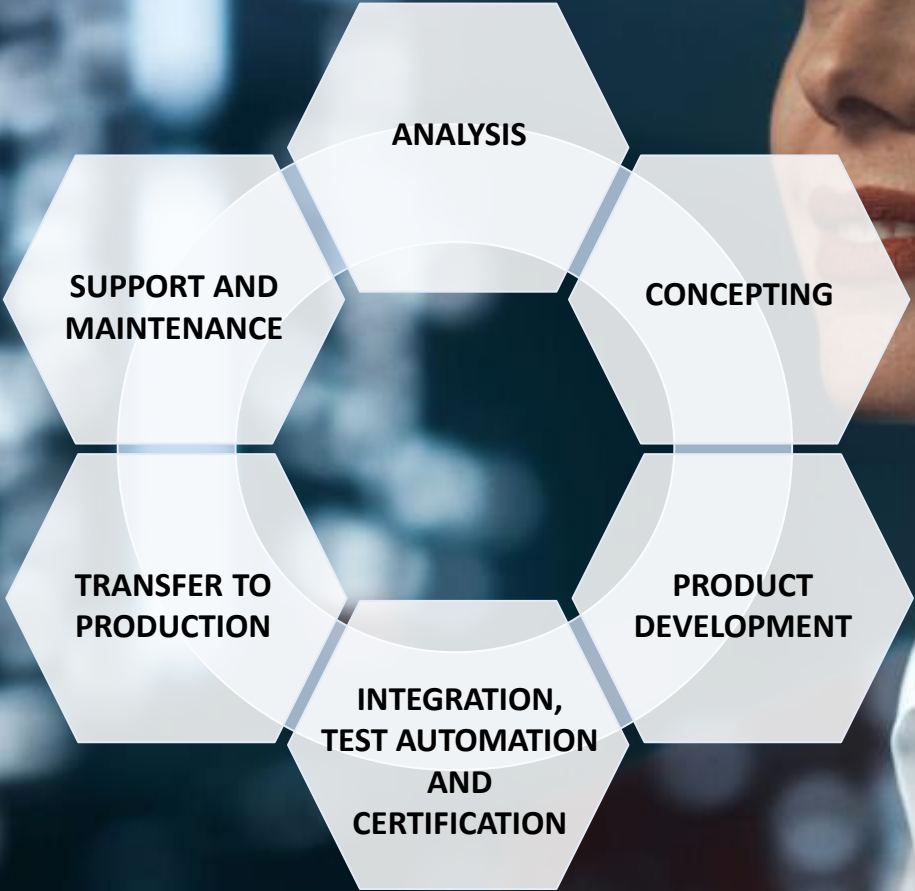 ANALYSIS
CONCEPTING
PRODUCT
DEVELOPMENT
INTEGRATION,
TEST AUTOMATION
AND
CERTIFICATION
TRANSFER TO
PRODUCTION
SUPPORT AND
MAINTENANCE